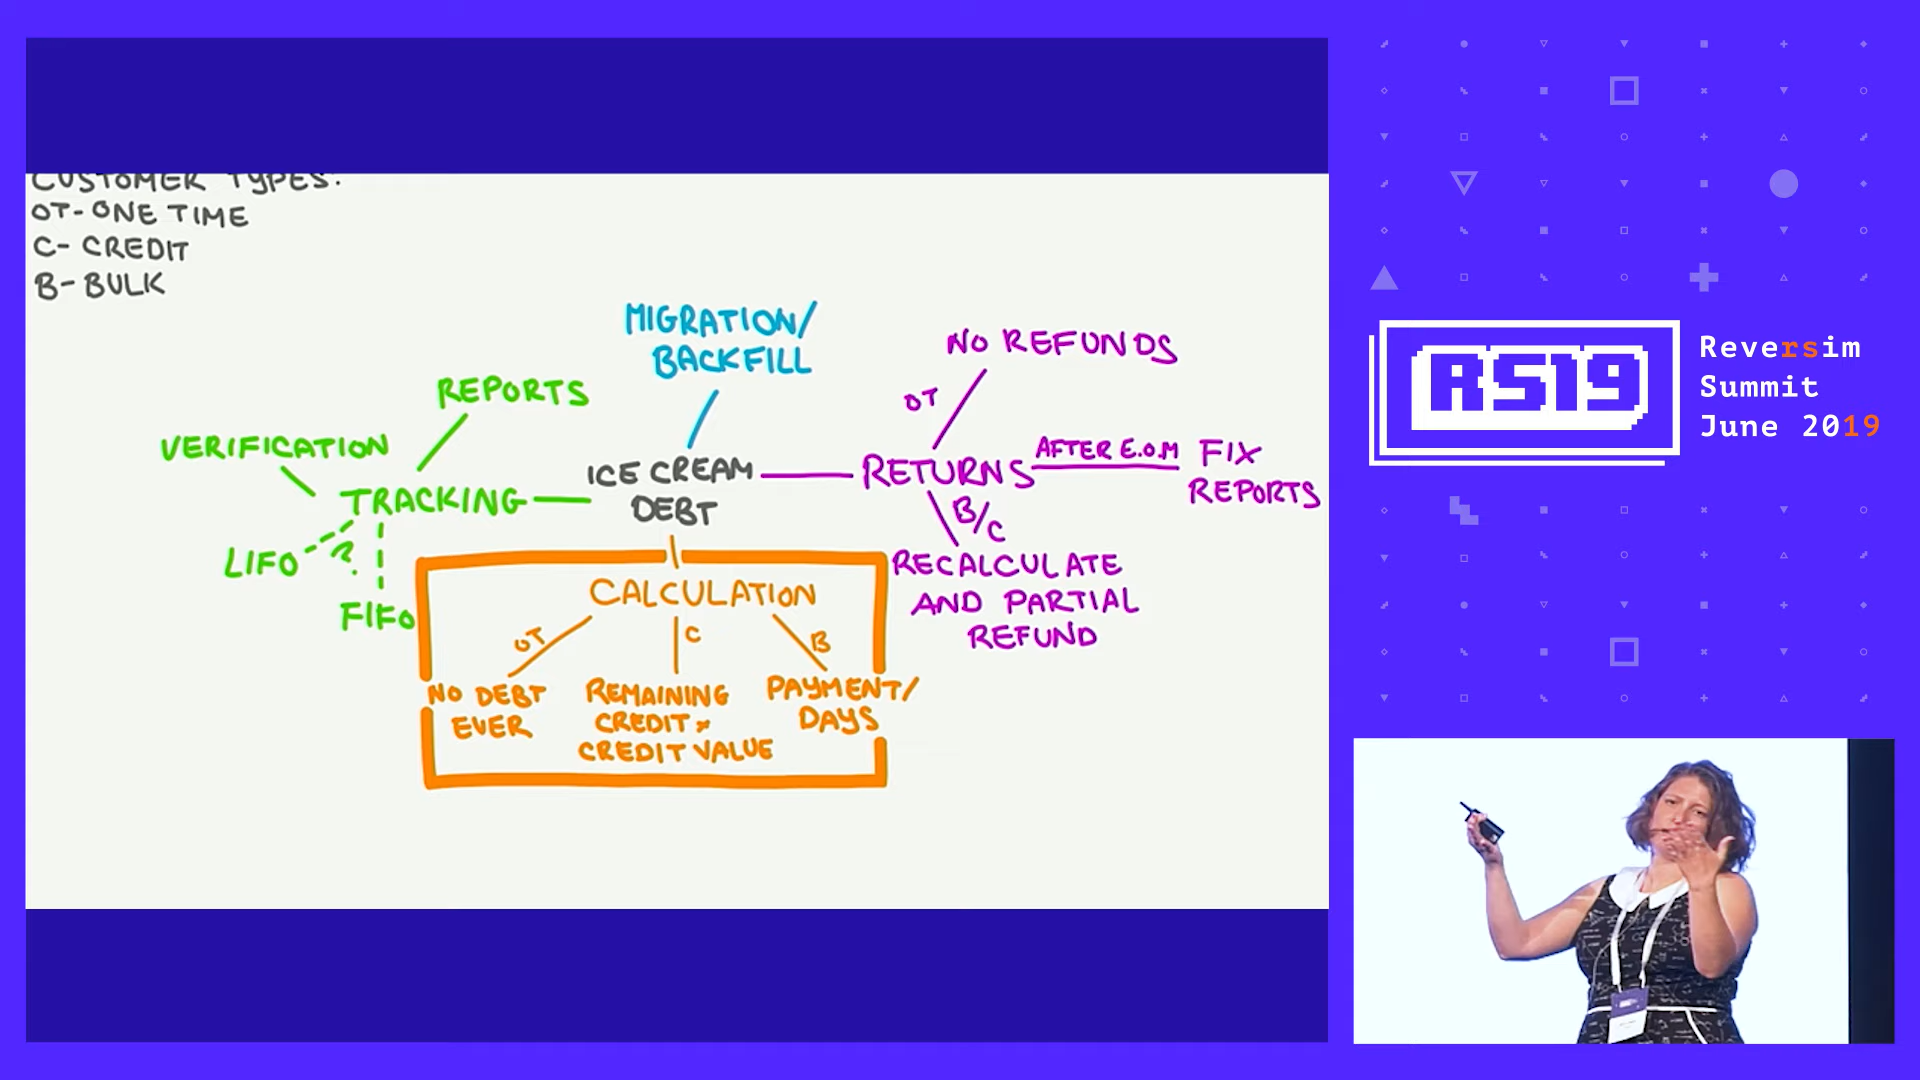 CUSTOMER TYPES:
OT- ONE TIME
C- CREDIT
B- BULK
MIGRATION/
BACKFILL
NO REFUNDS
REPORTS
OT
VERIFICATION
AFTER E.O.M
FIX
REPORTS
ICE CREAM
DEBT
RETURNS
TRACKING
B/C
LIFO
?
FIFO
RECALCULATE
AND PARTIAL
REFUND
CALCULATION
OT
C
B
NO DEBT
EVER
REMAINING
CREDIT ×
CREDIT VALUE
PAYMENT/
DAYS
RS19
Reversim
Summit
June 2019